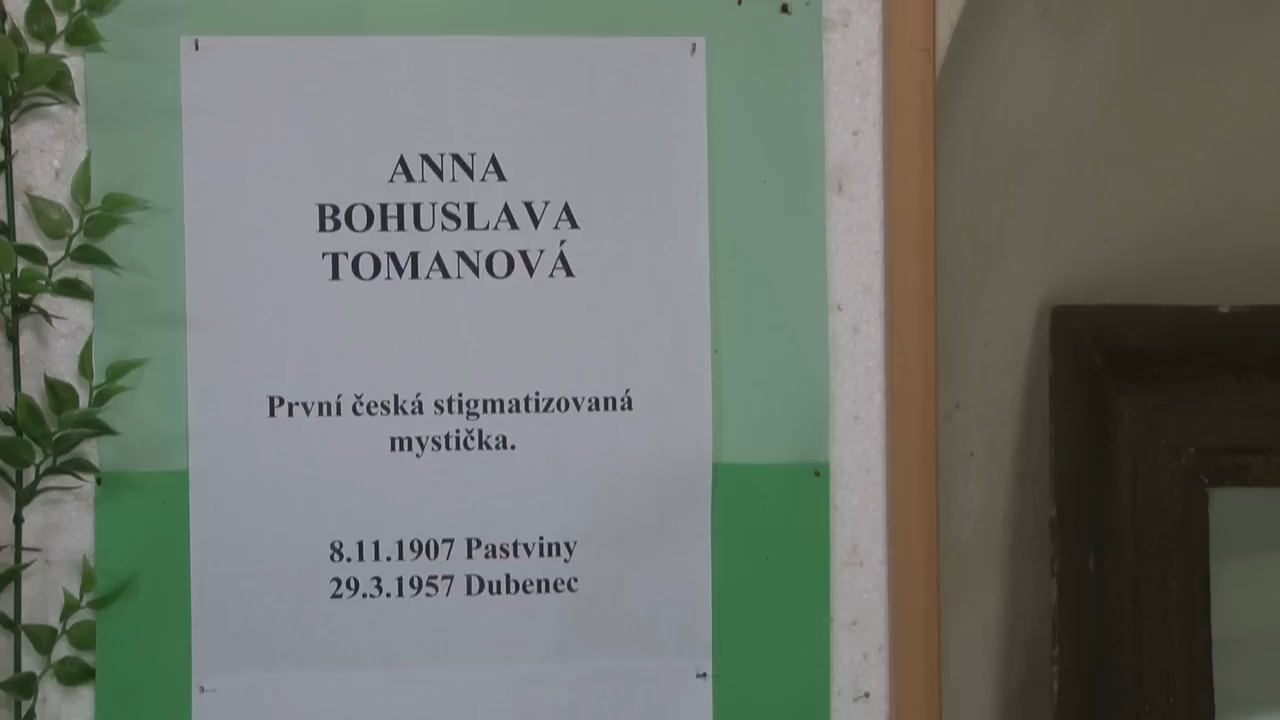 ANNA
BOHUSLAVA
TOMANOVÁ
První česká stigmatizovaná
mystička.
8.11.1907 Pastviny
29.3.1957 Dubenec